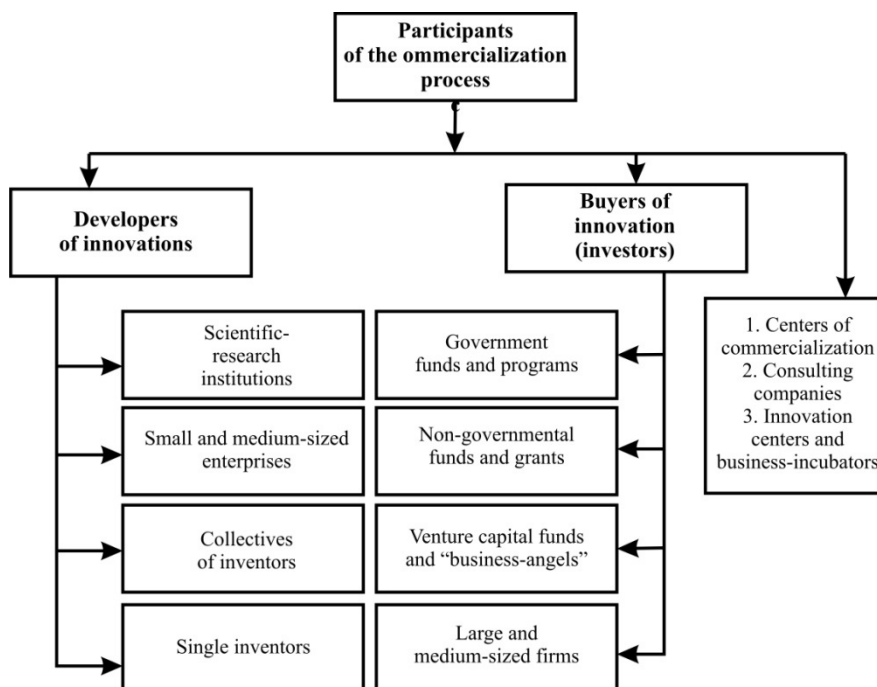 Participants
of the ommercialization
process
c
Developers
of innovations
Buyers of
innovation
(investors)
Scientific-
research
institutions
Small and medium-sized
enterprises
Collectives
of inventors
Single inventors
Government
funds and programs
Non-governmental
funds and grants
Venture capital funds
and “business-angels”
Large and
medium-sized firms
1. Centers of
commercialization
2. Consulting
companies
3. Innovation
centers and
business-incubators